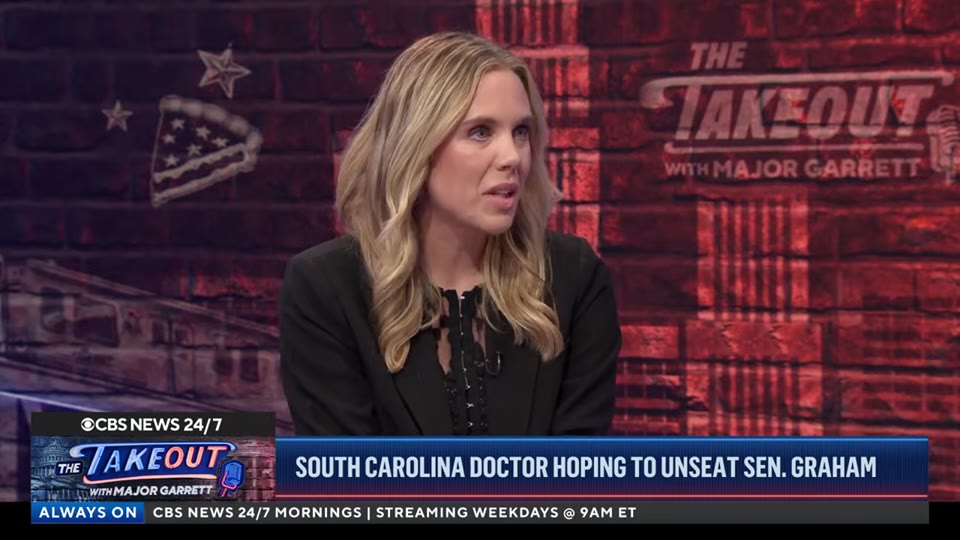 THE
TAKEOUT
WITH MAJOR GARRETT
CBS NEWS 24/7
THE TAKEOUT
WITH MAJOR GARRETT
SOUTH CAROLINA DOCTOR HOPING TO UNSEAT SEN. GRAHAM
ALWAYS ON
CBS NEWS 24/7 MORNINGS | STREAMING WEEKDAYS @ 9AM ET